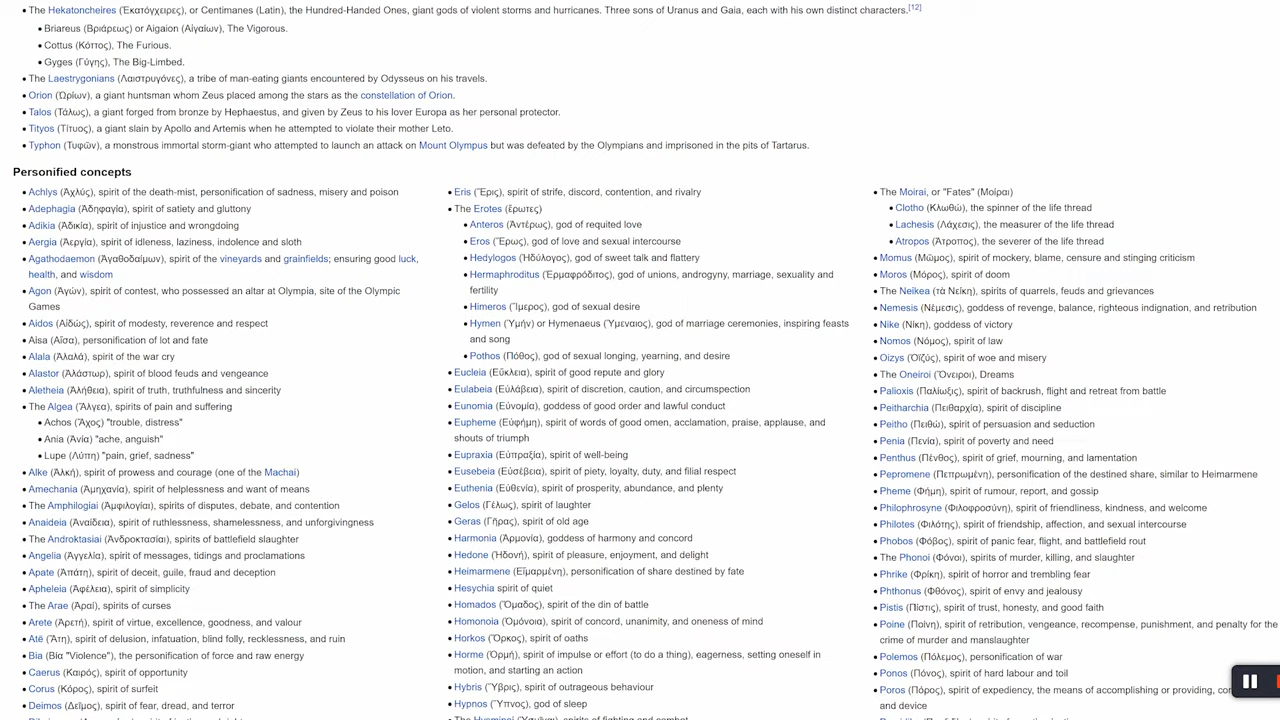 • The Hekatoncheires (Ἑκατόγχειρες), or Centimanes (Latin), the Hundred-Handed Ones, giant gods of violent storms and hurricanes. Three sons of Uranus and Gaia, each with his own distinct characters.[12]
• Briareus (Βριάρεως) or Aigaion (Αἰγαίων), The Vigorous.
• Cottus (Κόττος), The Furious.
• Gyges (Γύγης), The Big-Limbed.
• The Laestrygonians (Λαιστρυγόνες), a tribe of man-eating giants encountered by Odysseus on his travels.
• Orion (Ὠρίων), a giant huntsman whom Zeus placed among the stars as the constellation of Orion.
• Talos (Τάλως), a giant forged from bronze by Hephaestus, and given by Zeus to his lover Europa as her personal protector.
• Tityos (Τίτυος), a giant slain by Apollo and Artemis when he attempted to violate their mother Leto.
• Typhon (Τυφῶν), a monstrous immortal storm-giant who attempted to launch an attack on Mount Olympus but was defeated by the Olympians and imprisoned in the pits of Tartarus.
Personified concepts
• Achlys (Ἀχλύς), spirit of the death-mist, personification of sadness, misery and poison
• Adephagia (Ἀδηφαγία), spirit of satiety and gluttony
• Adikia (Ἀδικία), spirit of injustice and wrongdoing
• Aergia (Ἀεργία), spirit of idleness, laziness, indolence and sloth
• Agathodaemon (Ἀγαθοδαίμων), spirit of the vineyards and grainfields; ensuring good luck,
health, and wisdom
• Agon (Ἀγών), spirit of contest, who possessed an altar at Olympia, site of the Olympic
Games
• Aidos (Αἰδώς), spirit of modesty, reverence and respect
• Aisa (Αἴσα), personification of lot and fate
• Alala (Ἀλαλά), spirit of the war cry
• Alastor (Ἀλάστωρ), spirit of blood feuds and vengeance
• Aletheia (Ἀλήθεια), spirit of truth, truthfulness and sincerity
• The Algea (Ἄλγεα), spirits of pain and suffering
• Achos (Ἄχος) "trouble, distress"
• Ania (Ἀνία) "ache, anguish"
• Lupe (Λύπη) "pain, grief, sadness"
• Alke (Ἀλκή), spirit of prowess and courage (one of the Machai)
• Amechania (Ἀμηχανία), spirit of helplessness and want of means
• The Amphilogiai (Ἀμφιλογίαι), spirits of disputes, debate, and contention
• Anaideia (Ἀναίδεια), spirit of ruthlessness, shamelessness, and unforgivingness
• The Androktasiai (Ἀνδροκτασίαι), spirits of battlefield slaughter
• Angelia (Ἀγγελία), spirit of messages, tidings and proclamations
• Apate (Ἀπάτη), spirit of deceit, guile, fraud and deception
• Apheleia (Ἀφέλεια), spirit of simplicity
• The Arae (Ἀραί), spirits of curses
• Arete (Ἀρετή), spirit of virtue, excellence, goodness, and valour
• Atë (Ἄτη), spirit of delusion, infatuation, blind folly, recklessness, and ruin
• Bia (Βία "Violence"), the personification of force and raw energy
• Caerus (Καιρός), spirit of opportunity
• Corus (Κόρος), spirit of surfeit
• Deimos (Δεῖμος), spirit of fear, dread, and terror
• Eris (Ἔρις), spirit of strife, discord, contention, and rivalry
• The Erotes (ἔρωτες)
• Anteros (Ἀντέρως), god of requited love
• Eros (Ἔρως), god of love and sexual intercourse
• Hedylogos (Ἡδύλογος), god of sweet talk and flattery
• Hermaphroditus (Ἑρμαφρόδιτος), god of unions, androgyny, marriage, sexuality and
fertility
• Himeros (Ἵμερος), god of sexual desire
• Hymen (Ὑμήν) or Hymenaeus (Ὑμεναιος), god of marriage ceremonies, inspiring feasts
and song
• Pothos (Πόθος), god of sexual longing, yearning, and desire
• Eucleia (Εὔκλεια), spirit of good repute and glory
• Eulabeia (Εὐλάβεια), spirit of discretion, caution, and circumspection
• Eunomia (Εὐνομία), goddess of good order and lawful conduct
• Eupheme (Εὐφήμη), spirit of words of good omen, acclamation, praise, applause, and
shouts of triumph
• Eupraxia (Εὐπραξία), spirit of well-being
• Eusebeia (Εὐσέβεια), spirit of piety, loyalty, duty, and filial respect
• Euthenia (Εὐθενία), spirit of prosperity, abundance, and plenty
• Gelos (Γέλως), spirit of laughter
• Geras (Γῆρας), spirit of old age
• Harmonia (Ἁρμονία), goddess of harmony and concord
• Hedone (Ἡδονή), spirit of pleasure, enjoyment, and delight
• Heimarmene (Εἵμαρμένη), personification of share destined by fate
• Hesychia spirit of quiet
• Homados (Ὅμαδος), spirit of the din of battle
• Homonoia (Ὁμόνοια), spirit of concord, unanimity, and oneness of mind
• Horkos (Ὅρκος), spirit of oaths
• Horme (Ὁρμή), spirit of impulse or effort (to do a thing), eagerness, setting oneself in
motion, and starting an action
• Hybris (Ὕβρις), spirit of outrageous behaviour
• Hypnos (Ὕπνος), god of sleep
• The Moirai, or "Fates" (Μοίραι)
• Clotho (Κλωθώ), the spinner of the life thread
• Lachesis (Λάχεσις), the measurer of the life thread
• Atropos (Ἄτροπος), the severer of the life thread
• Momus (Μῶμος), spirit of mockery, blame, censure and stinging criticism
• Moros (Μόρος), spirit of doom
• The Neikea (τὰ Νείκη), spirits of quarrels, feuds and grievances
• Nemesis (Νέμεσις), goddess of revenge, balance, righteous indignation, and retribution
• Nike (Νίκη), goddess of victory
• Nomos (Νόμος), spirit of law
• Oizys (Ὀϊζύς), spirit of woe and misery
• The Oneiroi (Ὄνειροι), Dreams
• Palioxis (Παλίωξις), spirit of backrush, flight and retreat from battle
• Peitharchia (Πειθαρχία), spirit of discipline
• Peitho (Πειθώ), spirit of persuasion and seduction
• Penia (Πενία), spirit of poverty and need
• Penthus (Πένθος), spirit of grief, mourning, and lamentation
• Pepromene (Πεπρωμένη), personification of the destined share, similar to Heimarmene
• Pheme (Φήμη), spirit of rumour, report, and gossip
• Philophrosyne (Φιλοφροσύνη), spirit of friendliness, kindness, and welcome
• Philotes (Φιλότης), spirit of friendship, affection, and sexual intercourse
• Phobos (Φόβος), spirit of panic fear, flight, and battlefield rout
• The Phonoi (Φόνοι), spirits of murder, killing, and slaughter
• Phrike (Φρίκη), spirit of horror and trembling fear
• Phthonus (Φθόνος), spirit of envy and jealousy
• Pistis (Πίστις), spirit of trust, honesty, and good faith
• Poine (Ποίνη), spirit of retribution, vengeance, recompense, punishment, and penalty for the
crime of murder and manslaughter
• Polemos (Πόλεμος), personification of war
• Ponos (Πόνος), spirit of hard labour and toil
• Poros (Πόρος), spirit of expediency, the means of accomplishing or providing,
and device